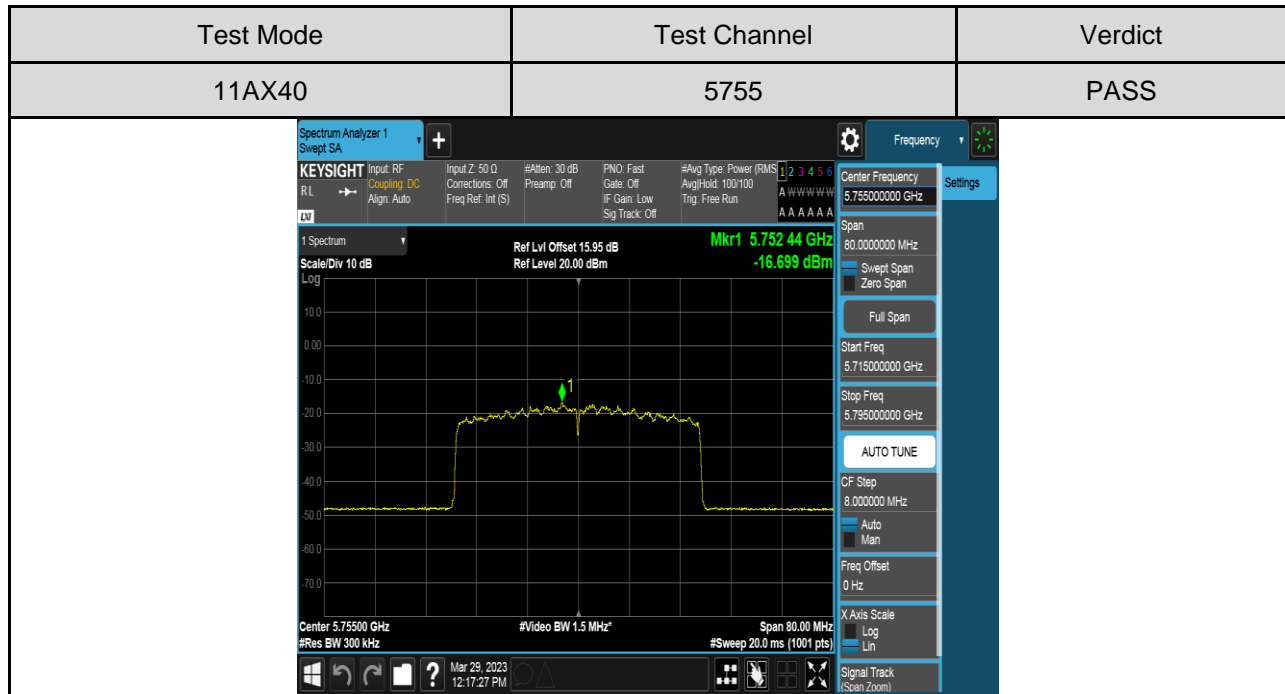 Test Mode Test Channel Verdict
11AX40 5755 PASS
Spectrum Analyzer 1
Swept SA
+
Frequency
KEYSIGHT
RL
LXI
Input: RF
Coupling: DC
Align: Auto
Input Z: 50 Ω
Corrections: Off
Freq Ref: Int (S)
#Atten: 30 dB
Preamp: Off
PNO: Fast
Gate: Off
IF Gain: Low
Sig Track: Off
#Avg Type: Power (RMS
Avg|Hold: 100/100
Trig: Free Run
1 2 3 4 5 6
A W W W W W
A A A A A A
1 Spectrum
Scale/Div 10 dB
Ref Lvl Offset 15.95 dB
Ref Level 20.00 dBm
Mkr1 5.752 44 GHz
-16.699 dBm
Log
10.0
0.00
-10.0
-20.0
-30.0
-40.0
-50.0
-60.0
-70.0
1
Center 5.75500 GHz
#Res BW 300 kHz
#Video BW 1.5 MHz*
Span 80.00 MHz
#Sweep 20.0 ms (1001 pts)
?
Mar 29, 2023
12:17:27 PM
Center Frequency
5.755000000 GHz
Settings
Span
80.0000000 MHz
Swept Span
Zero Span
Full Span
Start Freq
5.715000000 GHz
Stop Freq
5.795000000 GHz
AUTO TUNE
CF Step
8.000000 MHz
Auto
Man
Freq Offset
0 Hz
X Axis Scale
Log
Lin
Signal Track
(Span Zoom)